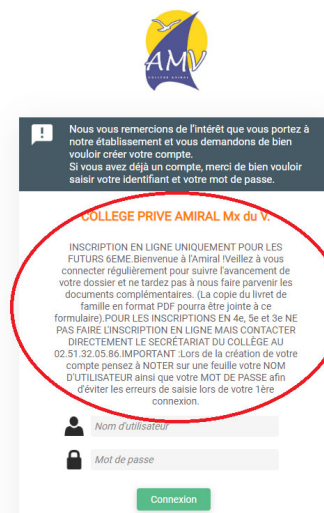 AMV
COLLEGE AMIRAL
Nous vous remercions de l'intérêt que vous portez à
notre établissement et vous demandons de bien
vouloir créer votre compte.
Si vous avez déjà un compte, merci de bien vouloir
saisir votre identifiant et votre mot de passe.
COLLEGE PRIVE AMIRAL Mx du V.
INSCRIPTION EN LIGNE UNIQUEMENT POUR LES
FUTURS 6EME.Bienvenue à l'Amiral !Veillez à vous
connecter régulièrement pour suivre l'avancement de
votre dossier et ne tardez pas à nous faire parvenir les
documents complémentaires. (La copie du livret de
famille en format PDF pourra être jointe à ce
formulaire).POUR LES INSCRIPTIONS EN 4e, 5e et 3e NE
PAS FAIRE L'INSCRIPTION EN LIGNE MAIS CONTACTER
DIRECTEMENT LE SECRÉTARIAT DU COLLÈGE AU
02.51.32.05.86.IMPORTANT :Lors de la création de votre
compte pensez à NOTER sur une feuille votre NOM
D'UTILISATEUR ainsi que votre MOT DE PASSE afin
d'éviter les erreurs de saisie lors de votre 1ère
connexion.
Nom d'utilisateur
Mot de passe
Connexion